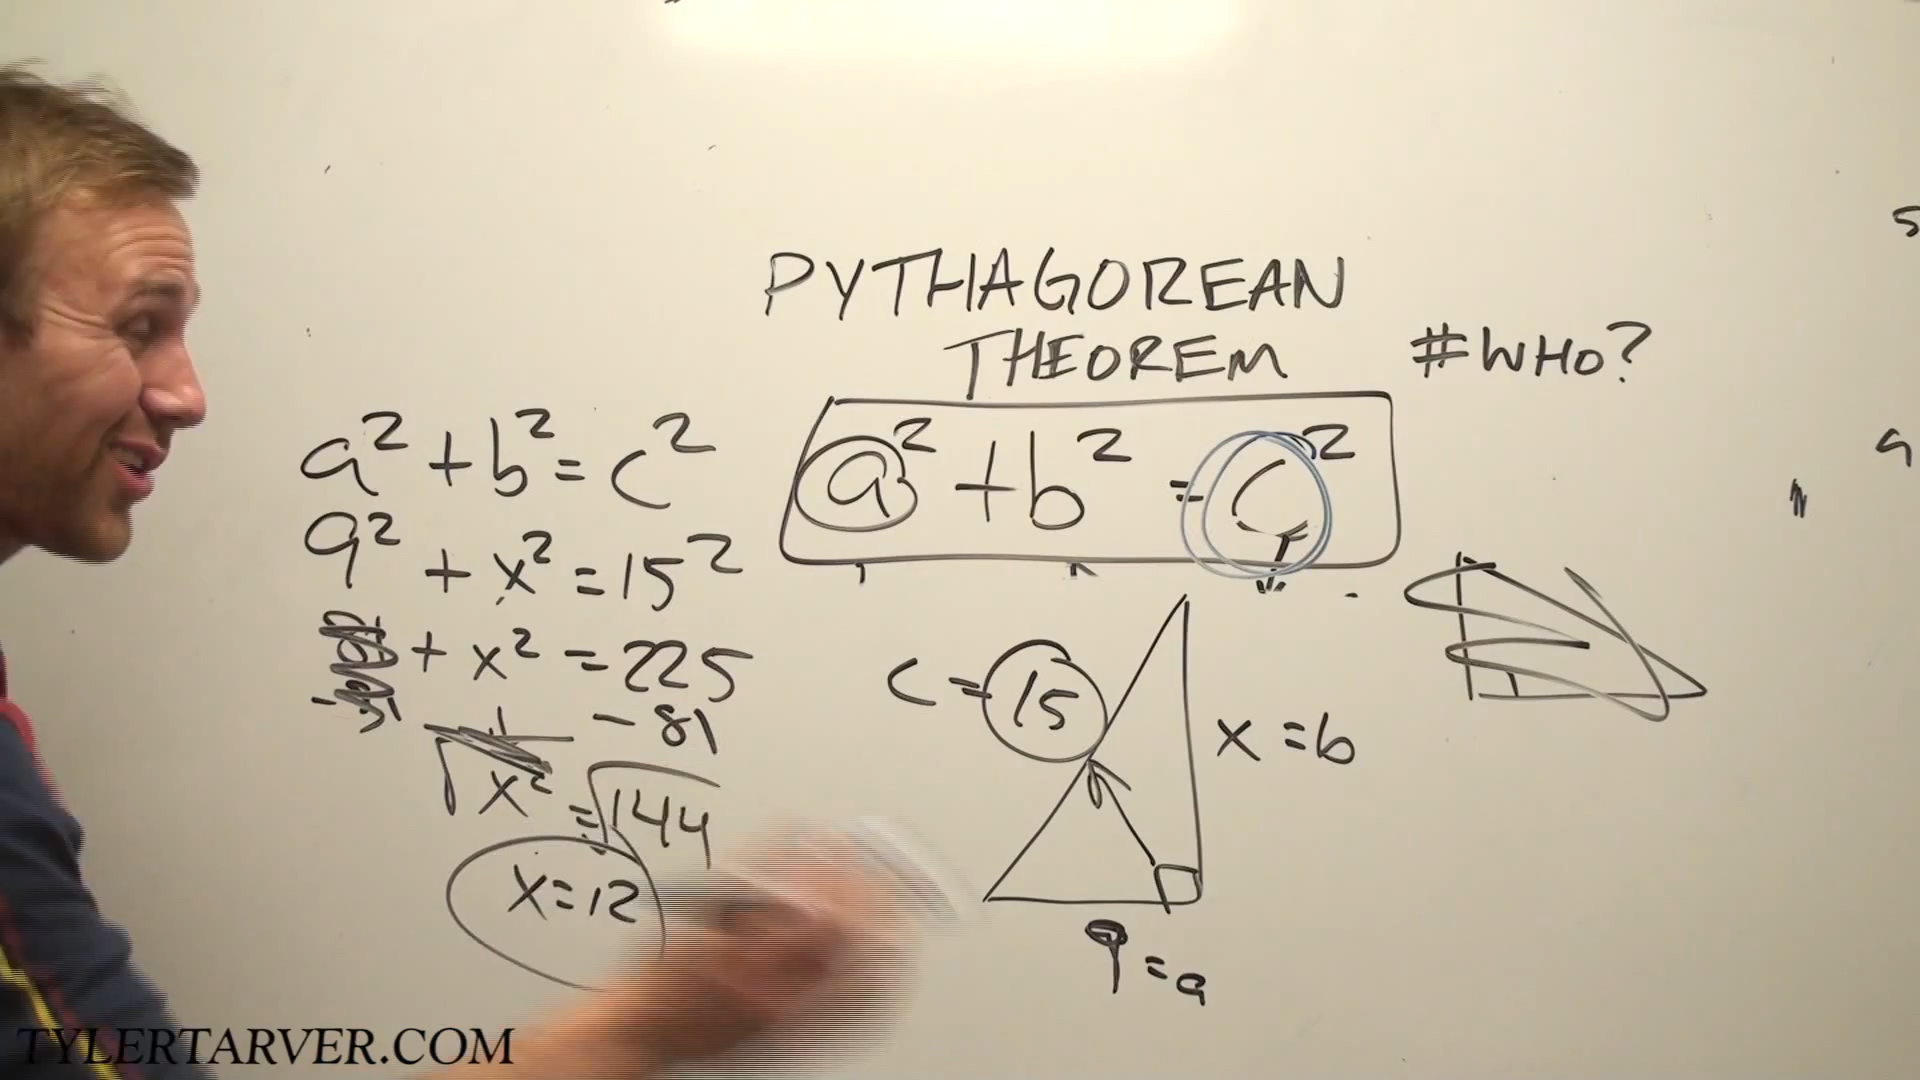 PYTHAGOREAN
THEOREM
#WHO?
a² + b² = c²
a² + b² = c²
9² + x² = 15²
+ x² = 225
- 81
x² = 144
x = 12
c = 15
x = b
9 = a
s
a
TYLERTARVER.COM